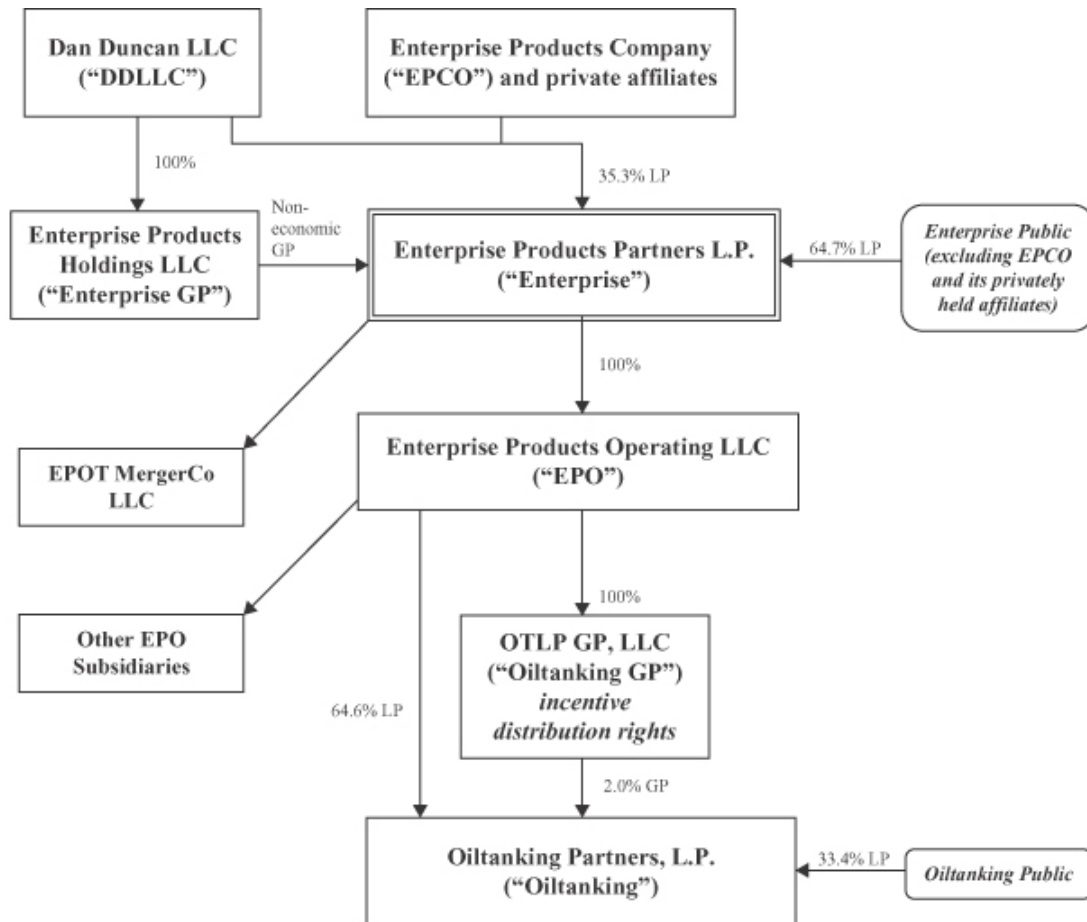 Dan Duncan LLC
(“DDLLC”)
Enterprise Products Company
(“EPCO”) and private affiliates
100%
35.3% LP
Enterprise Products
Holdings LLC
(“Enterprise GP”)
Non-
economic
GP
Enterprise Products Partners L.P.
(“Enterprise”)
64.7% LP
Enterprise Public
(excluding EPCO
and its privately
held affiliates)
100%
EPOT MergerCo
LLC
Enterprise Products Operating LLC
(“EPO”)
Other EPO
Subsidiaries
100%
OTLP GP, LLC
(“Oiltanking GP”)
incentive
distribution rights
64.6% LP
2.0% GP
Oiltanking Partners, L.P.
(“Oiltanking”)
33.4% LP
Oiltanking Public